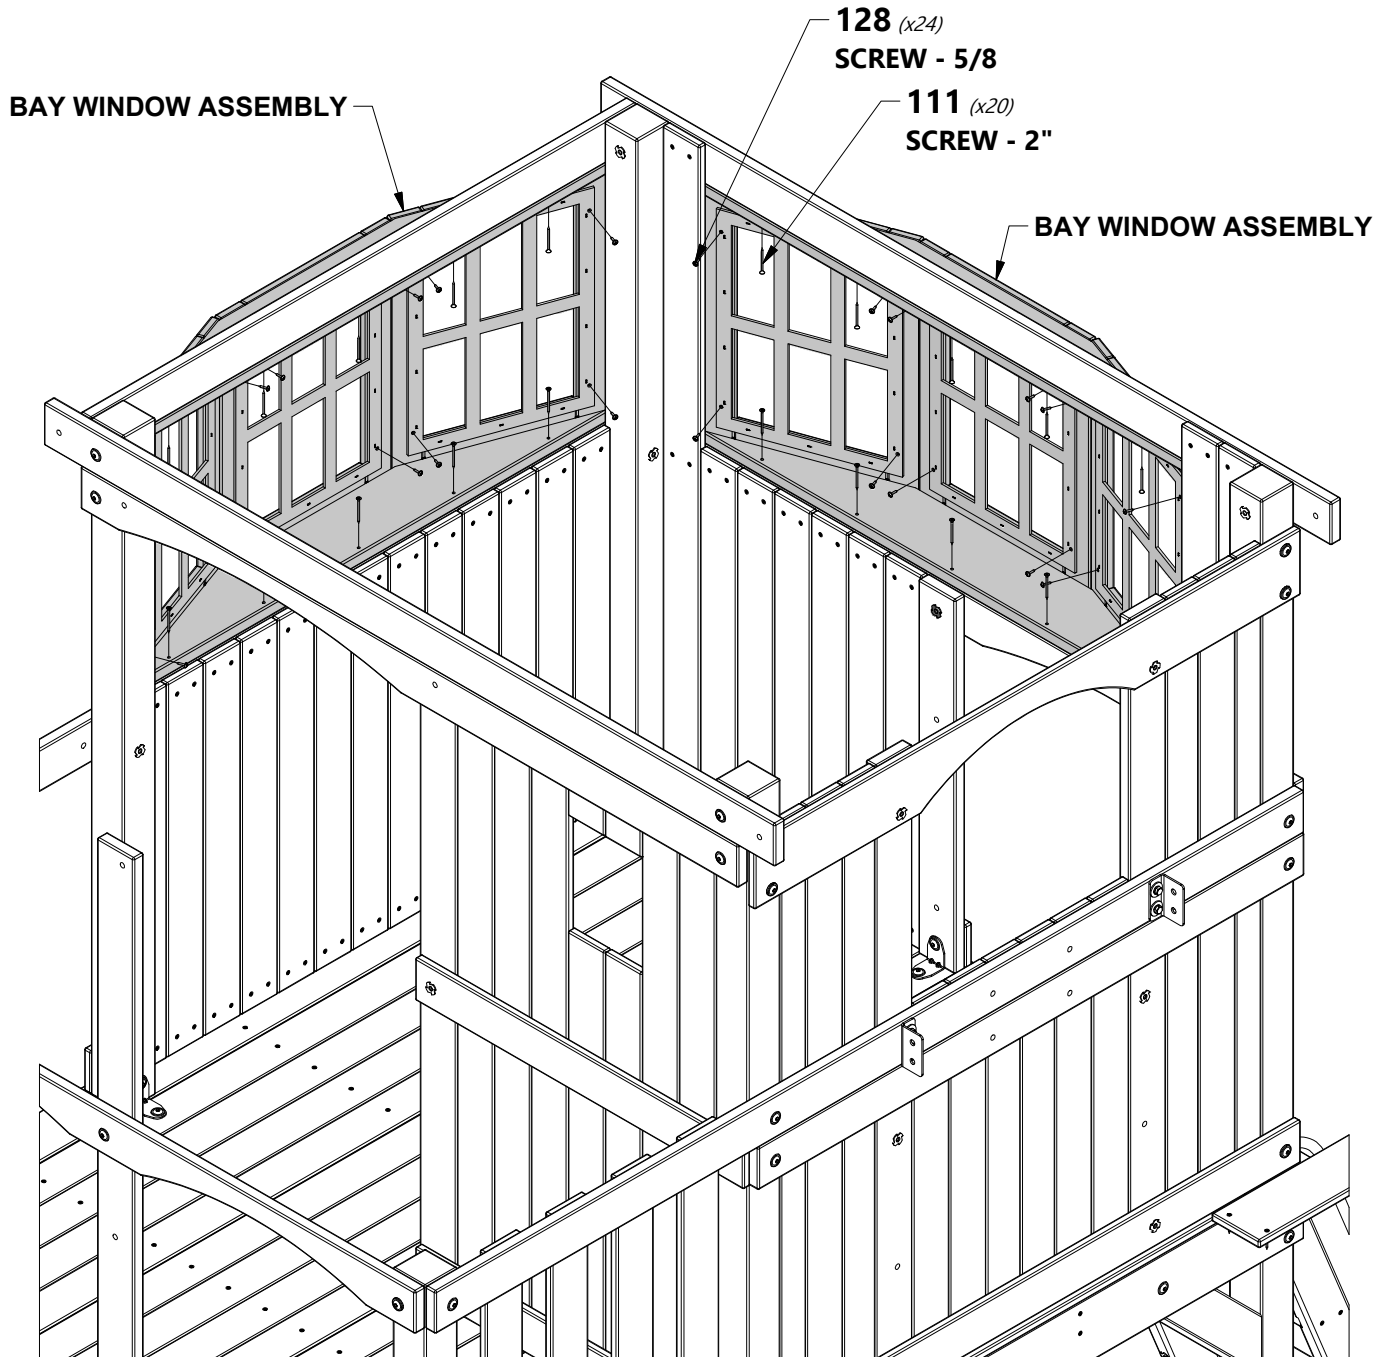 128 (x24)
SCREW - 5/8
BAY WINDOW ASSEMBLY
111 (x20)
SCREW - 2"
BAY WINDOW ASSEMBLY